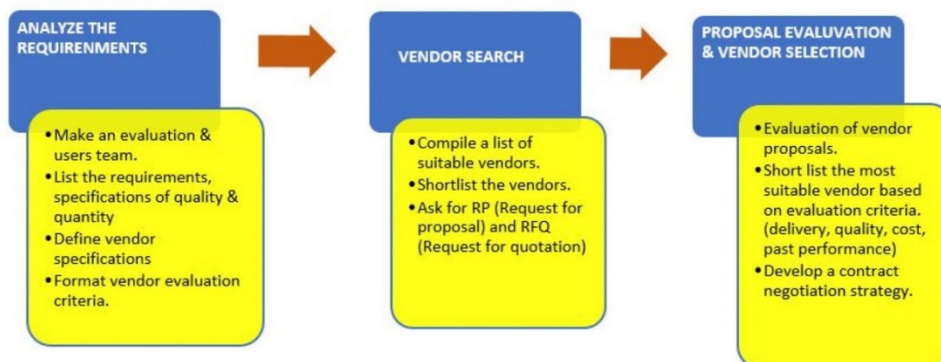 ANALYZE THE
REQUIRENMENTS
•Make an evaluation &
users team.
•List the requirements,
specifications of quality &
quantity
•Define vendor
specifications
•Format vendor evaluation
criteria.
VENDOR SEARCH
•Compile a list of
suitable vendors.
•Shortlist the vendors.
•Ask for RP (Request for
proposal) and RFQ
(Request for quotation)
PROPOSAL EVALUVATION
& VENDOR SELECTION
•Evaluation of vendor
proposals.
•Short list the most
suitable vendor based
on evaluation criteria.
(delivery, quality, cost,
past performance)
•Develop a contract
negotiation strategy.